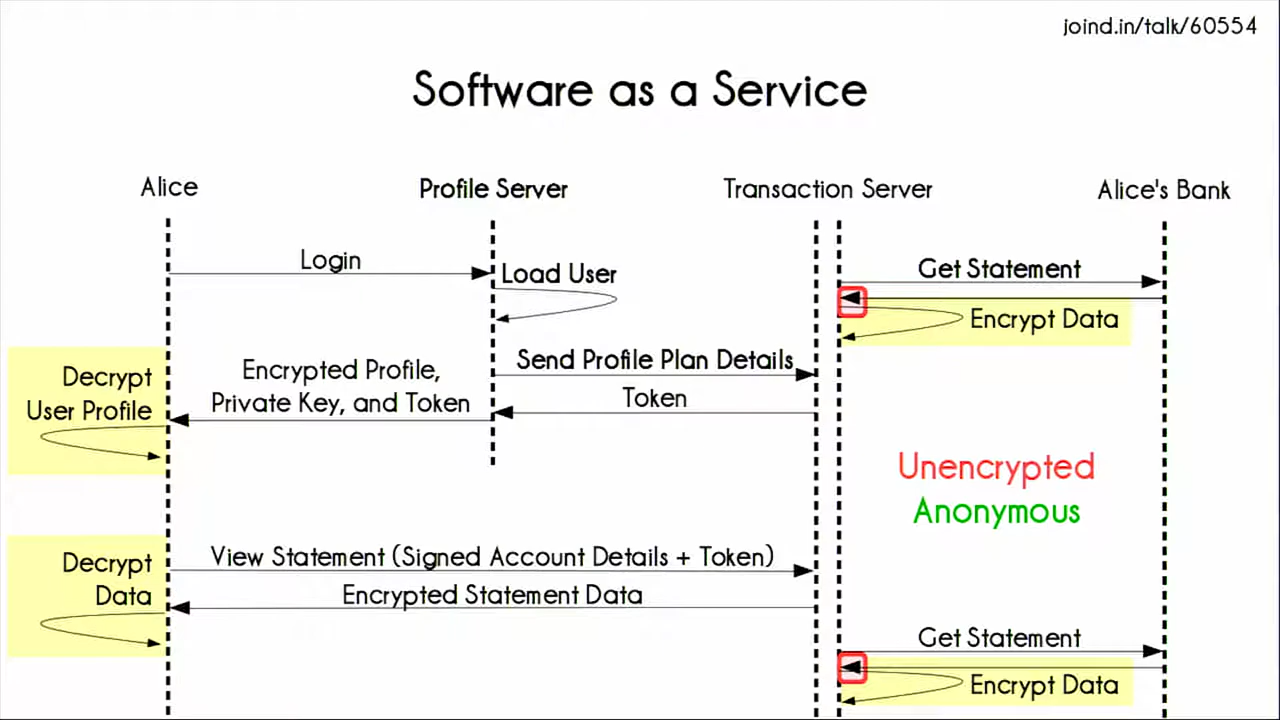 joind.in/talk/60554
Software as a Service
Alice
Profile Server
Transaction Server
Alice's Bank
Login
Load User
Get Statement
Encrypt Data
Send Profile Plan Details
Token
Encrypted Profile,
Private Key, and Token
Decrypt
User Profile
Unencrypted
Anonymous
View Statement (Signed Account Details + Token)
Encrypted Statement Data
Decrypt
Data
Get Statement
Encrypt Data